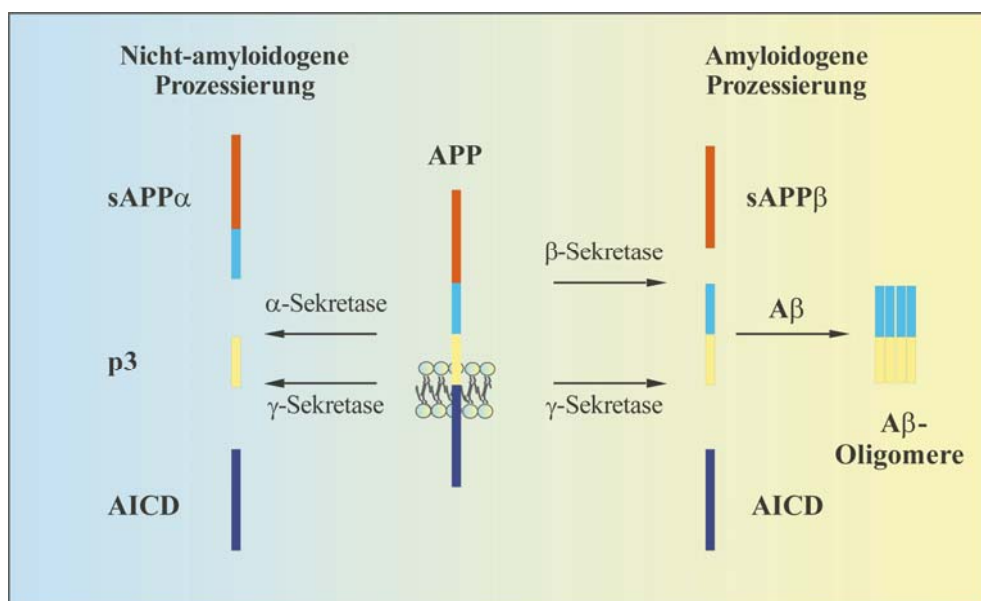 Nicht-amyloidogene
Prozessierung
Amyloidogene
Prozessierung
APP
sAPPα
sAPPβ
β-Sekretase
α-Sekretase
Aβ
p3
γ-Sekretase
γ-Sekretase
Aβ-
Oligomere
AICD
AICD